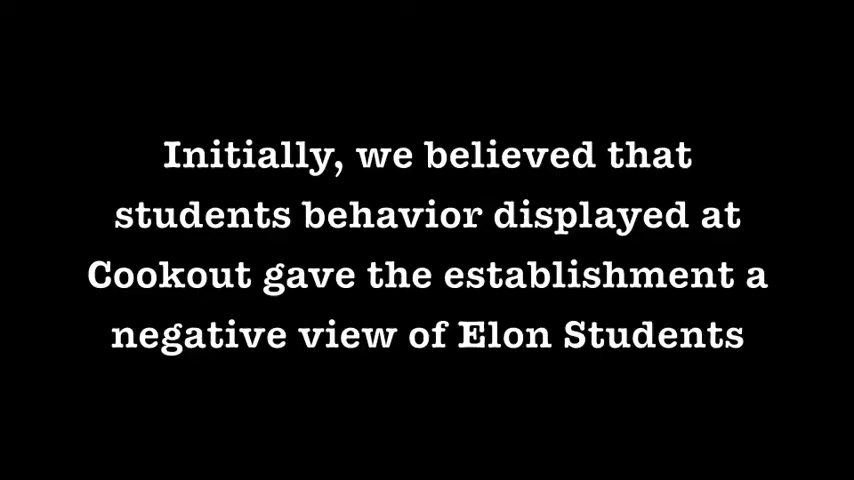 Initially, we believed that
students behavior displayed at
Cookout gave the establishment a
negative view of Elon Students